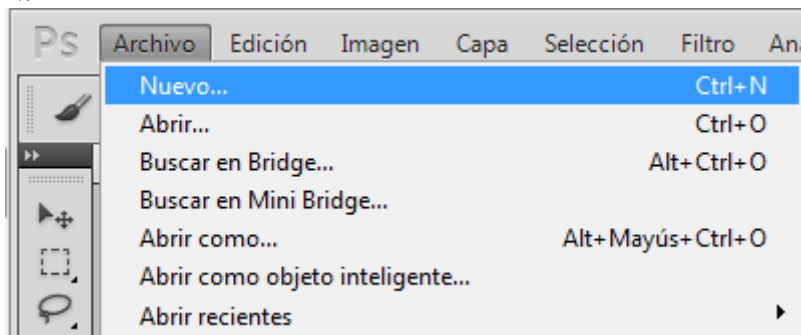 Ps Archivo Edición Imagen Capa Selección Filtro
Nuevo... Ctrl+N
Abrir... Ctrl+O
Buscar en Bridge... Alt+Ctrl+O
Buscar en Mini Bridge...
Abrir como... Alt+Mayús+Ctrl+O
Abrir como objeto inteligente...
Abrir recientes